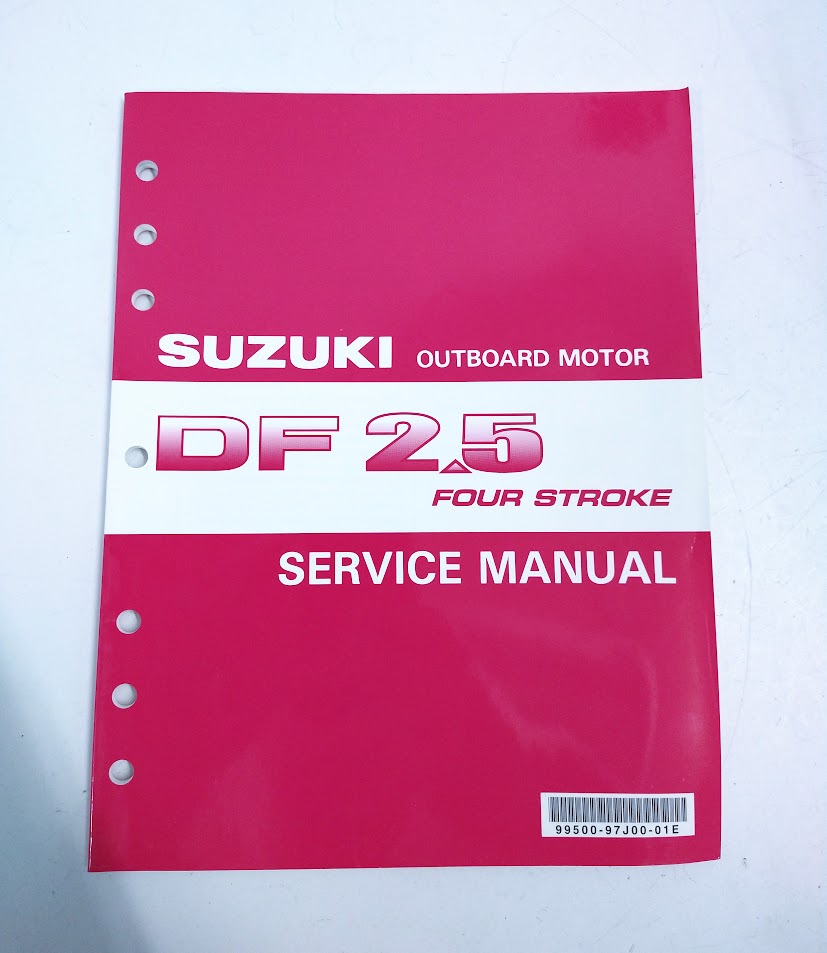 SUZUKI OUTBOARD MOTOR
DF 2.5
FOUR STROKE
SERVICE MANUAL
99500-97J00-01E